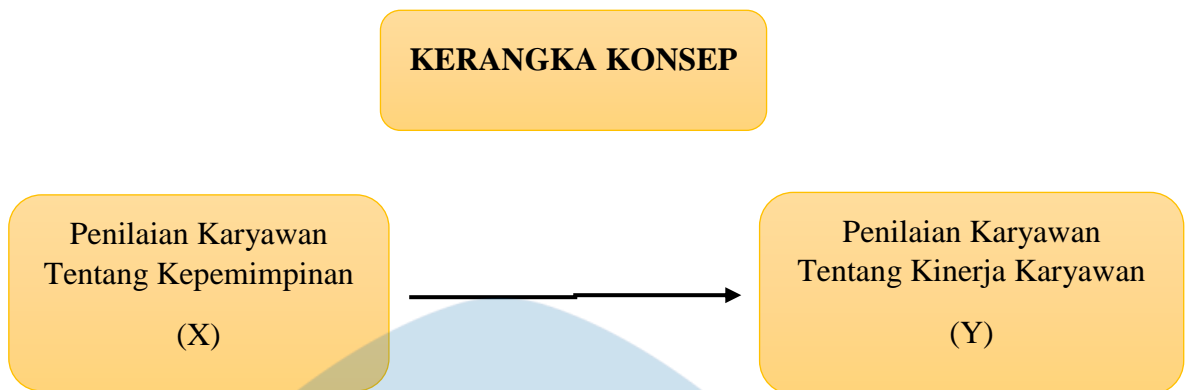 KERANGKA KONSEP
Penilaian Karyawan
Tentang Kepemimpinan
(X)
Penilaian Karyawan
Tentang Kinerja Karyawan
(Y)